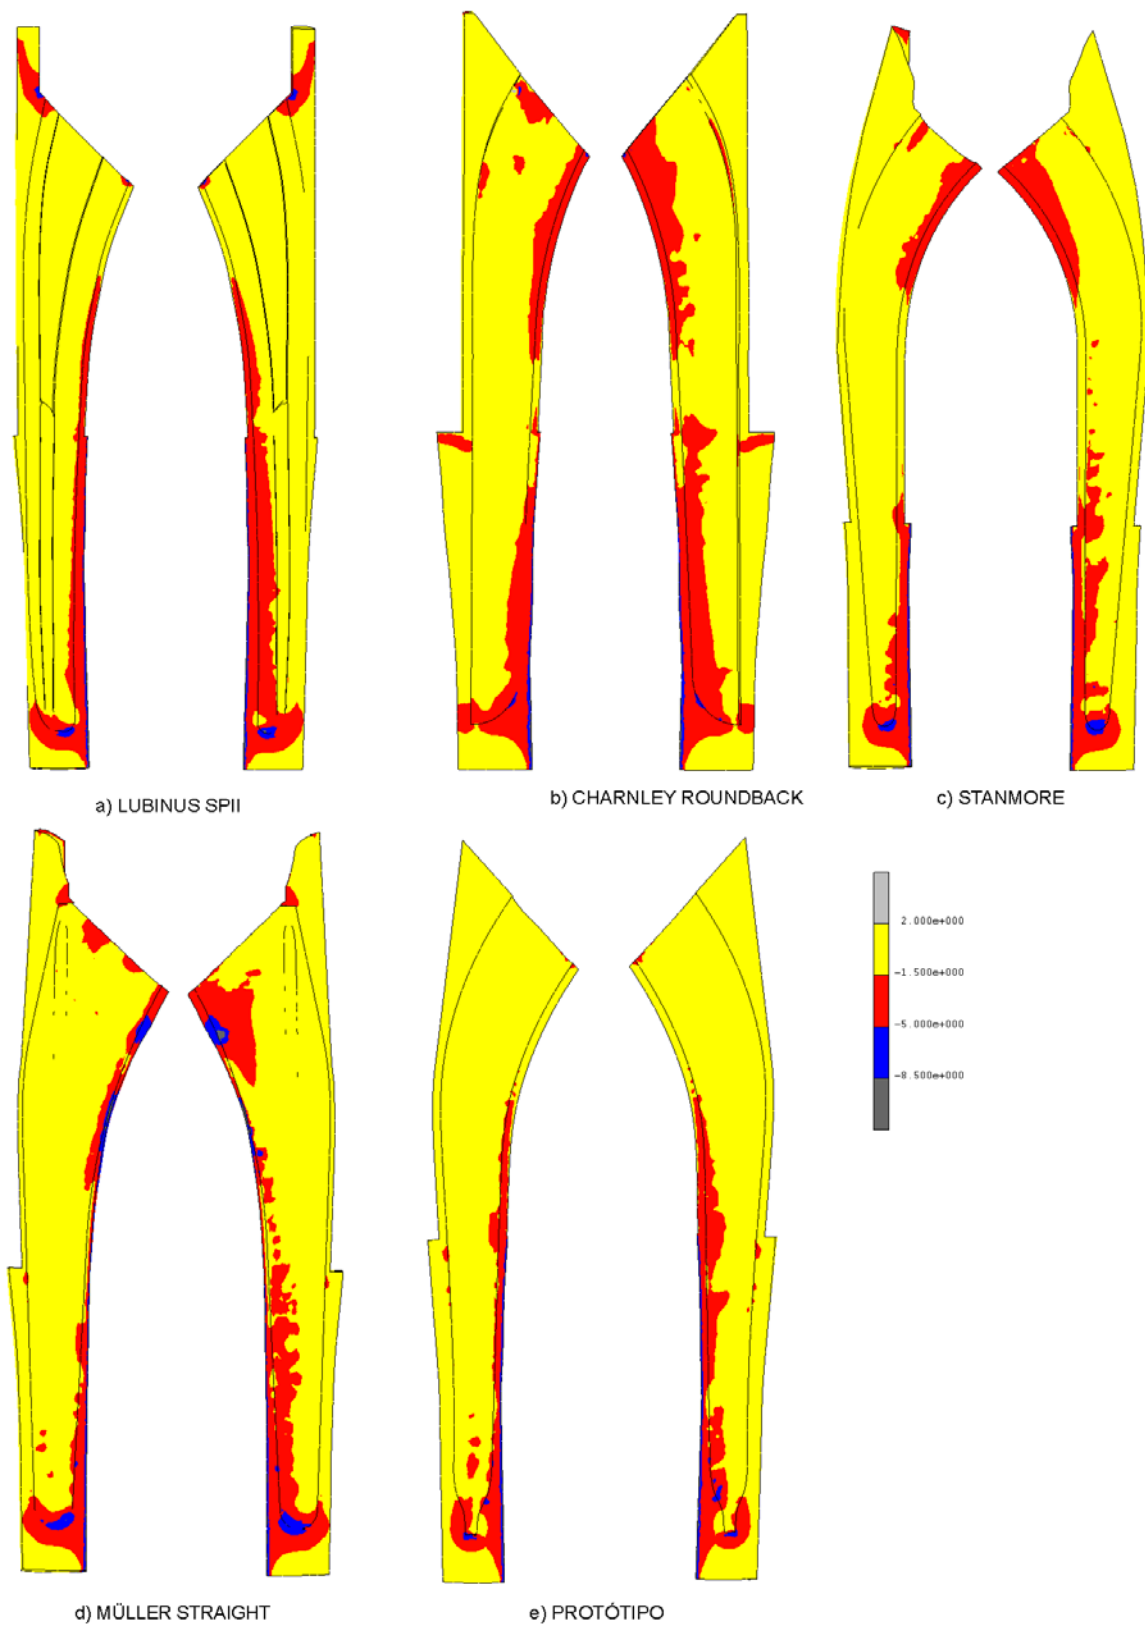 a) LUBINUS SPII
b) CHARNLEY ROUNDBACK
c) STANMORE
2.000e+000
-1.500e+000
-5.000e+000
-8.500e+000
d) MÜLLER STRAIGHT
e) PROTÓTIPO